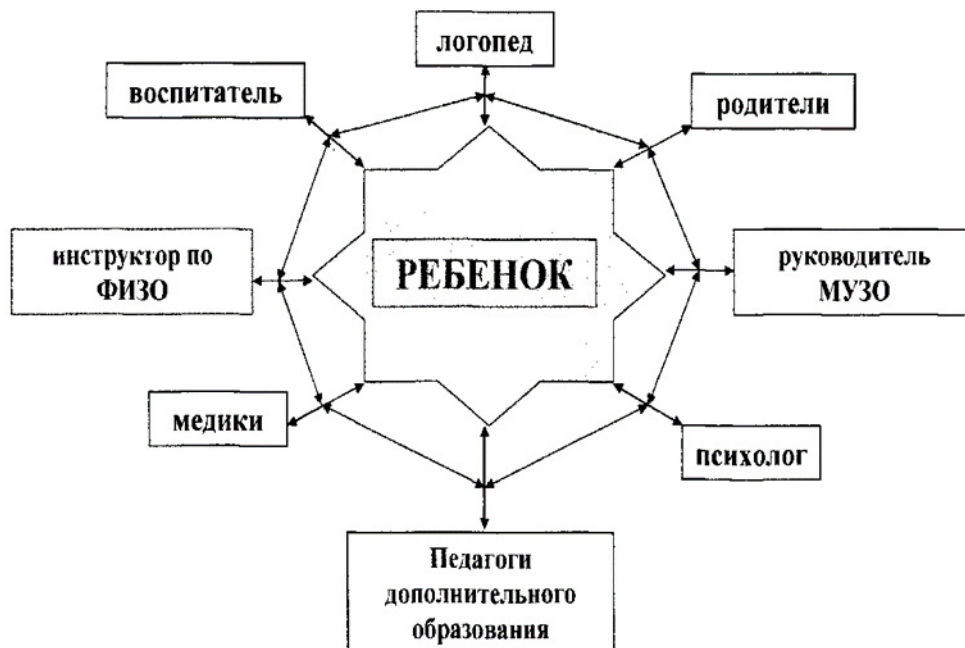 логопед
воспитатель
родители
инструктор по
ФИЗО
РЕБЕНОК
руководитель
МУЗО
медики
психолог
Педагоги
дополнительного
образования